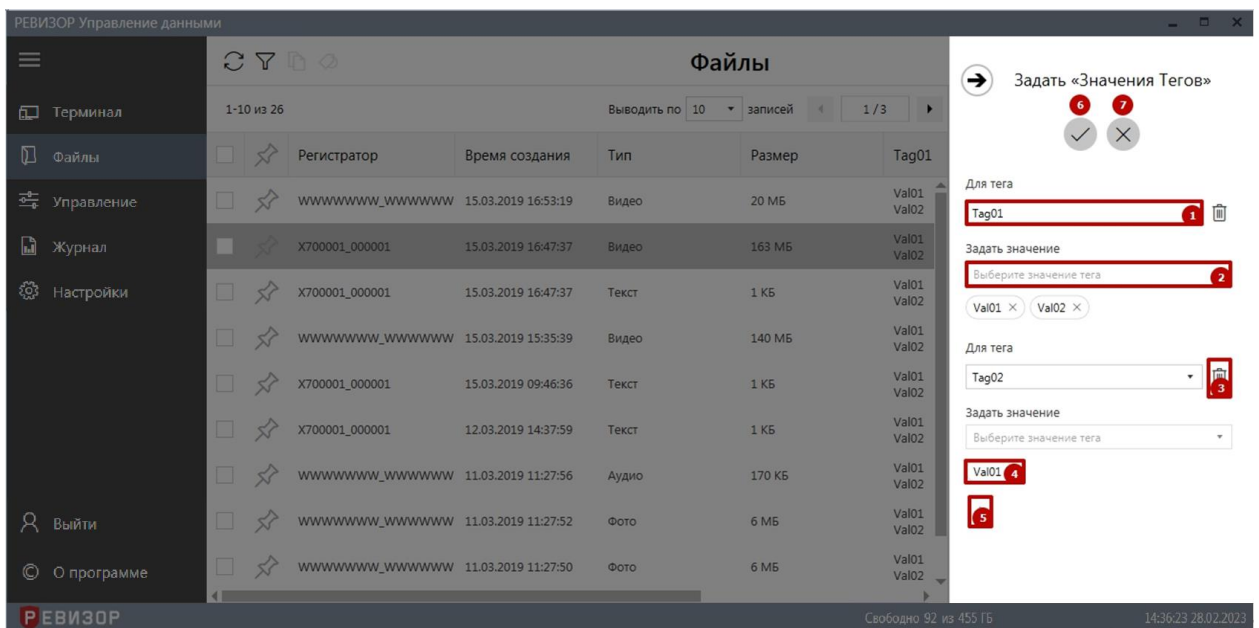 РЕВИЗОР Управление данными
Файлы
Задать «Значения Тегов»
6 7
Терминал
Файлы
Управление
Журнал
Настройки
Выйти
О программе
1-10 из 26 Выводить по 10 записей 1 / 3
Регистратор Время создания Тип Размер Tag01
WWWWWWW_WWWWWW 15.03.2019 16:53:19 Видео 20 МБ Val01
Val02
X700001_000001 15.03.2019 16:47:37 Видео 163 МБ Val01
Val02
X700001_000001 15.03.2019 16:47:37 Текст 1 КБ Val01
Val02
WWWWWWW_WWWWWW 15.03.2019 15:35:39 Видео 140 МБ Val01
Val02
X700001_000001 15.03.2019 09:46:36 Текст 1 КБ Val01
Val02
X700001_000001 12.03.2019 14:37:59 Текст 1 КБ Val01
Val02
WWWWWWW_WWWWWW 11.03.2019 11:27:56 Аудио 170 КБ Val01
Val02
WWWWWWW_WWWWWW 11.03.2019 11:27:52 Фото 6 МБ Val01
Val02
WWWWWWW_WWWWWW 11.03.2019 11:27:50 Фото 6 МБ Val01
Val02
Для тега
Tag01 1
Задать значение
Выберите значение тега 2
Val01 × Val02 ×
Для тега
Tag02 3
Задать значение
Выберите значение тега
Val01 4
5
РЕВИЗОР Свободно 92 из 455 ГБ 14:36:23 28.02.2023